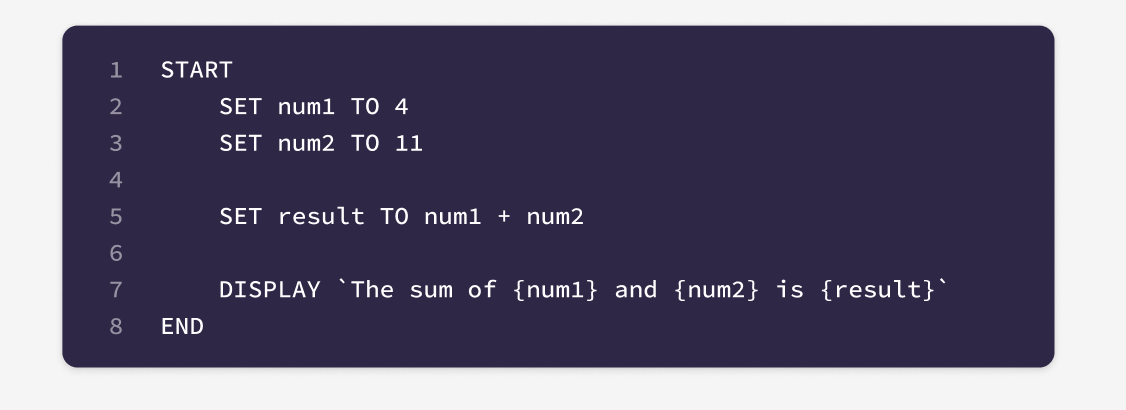 1 START
2     SET num1 TO 4
3     SET num2 TO 11
4
5     SET result TO num1 + num2
6
7     DISPLAY `The sum of {num1} and {num2} is {result}`
8 END